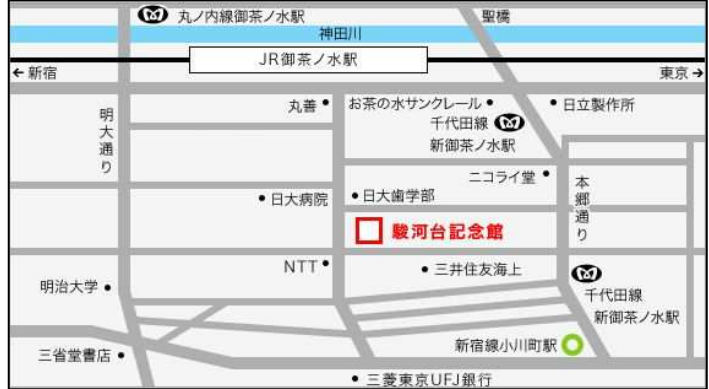 丸ノ内線御茶ノ水駅
聖橋
神田川
JR御茶ノ水駅
←新宿
東京→
明大通り
丸善
お茶の水サンクレール
日立製作所
千代田線
新御茶ノ水駅
ニコライ堂
本郷通り
日大病院
日大歯学部
駿河台記念館
NTT
三井住友海上
明治大学
千代田線
新御茶ノ水駅
新宿線小川町駅
三省堂書店
三菱東京UFJ銀行